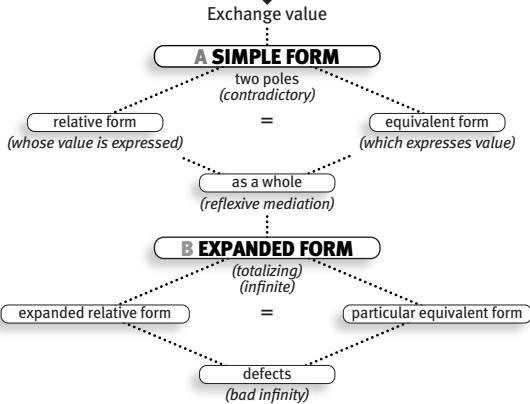 Exchange value
A SIMPLE FORM
two poles
(contradictory)
relative form
=
equivalent form
(whose value is expressed)
(which expresses value)
as a whole
(reflexive mediation)
B EXPANDED FORM
(totalizing)
(infinite)
expanded relative form
=
particular equivalent form
defects
(bad infinity)